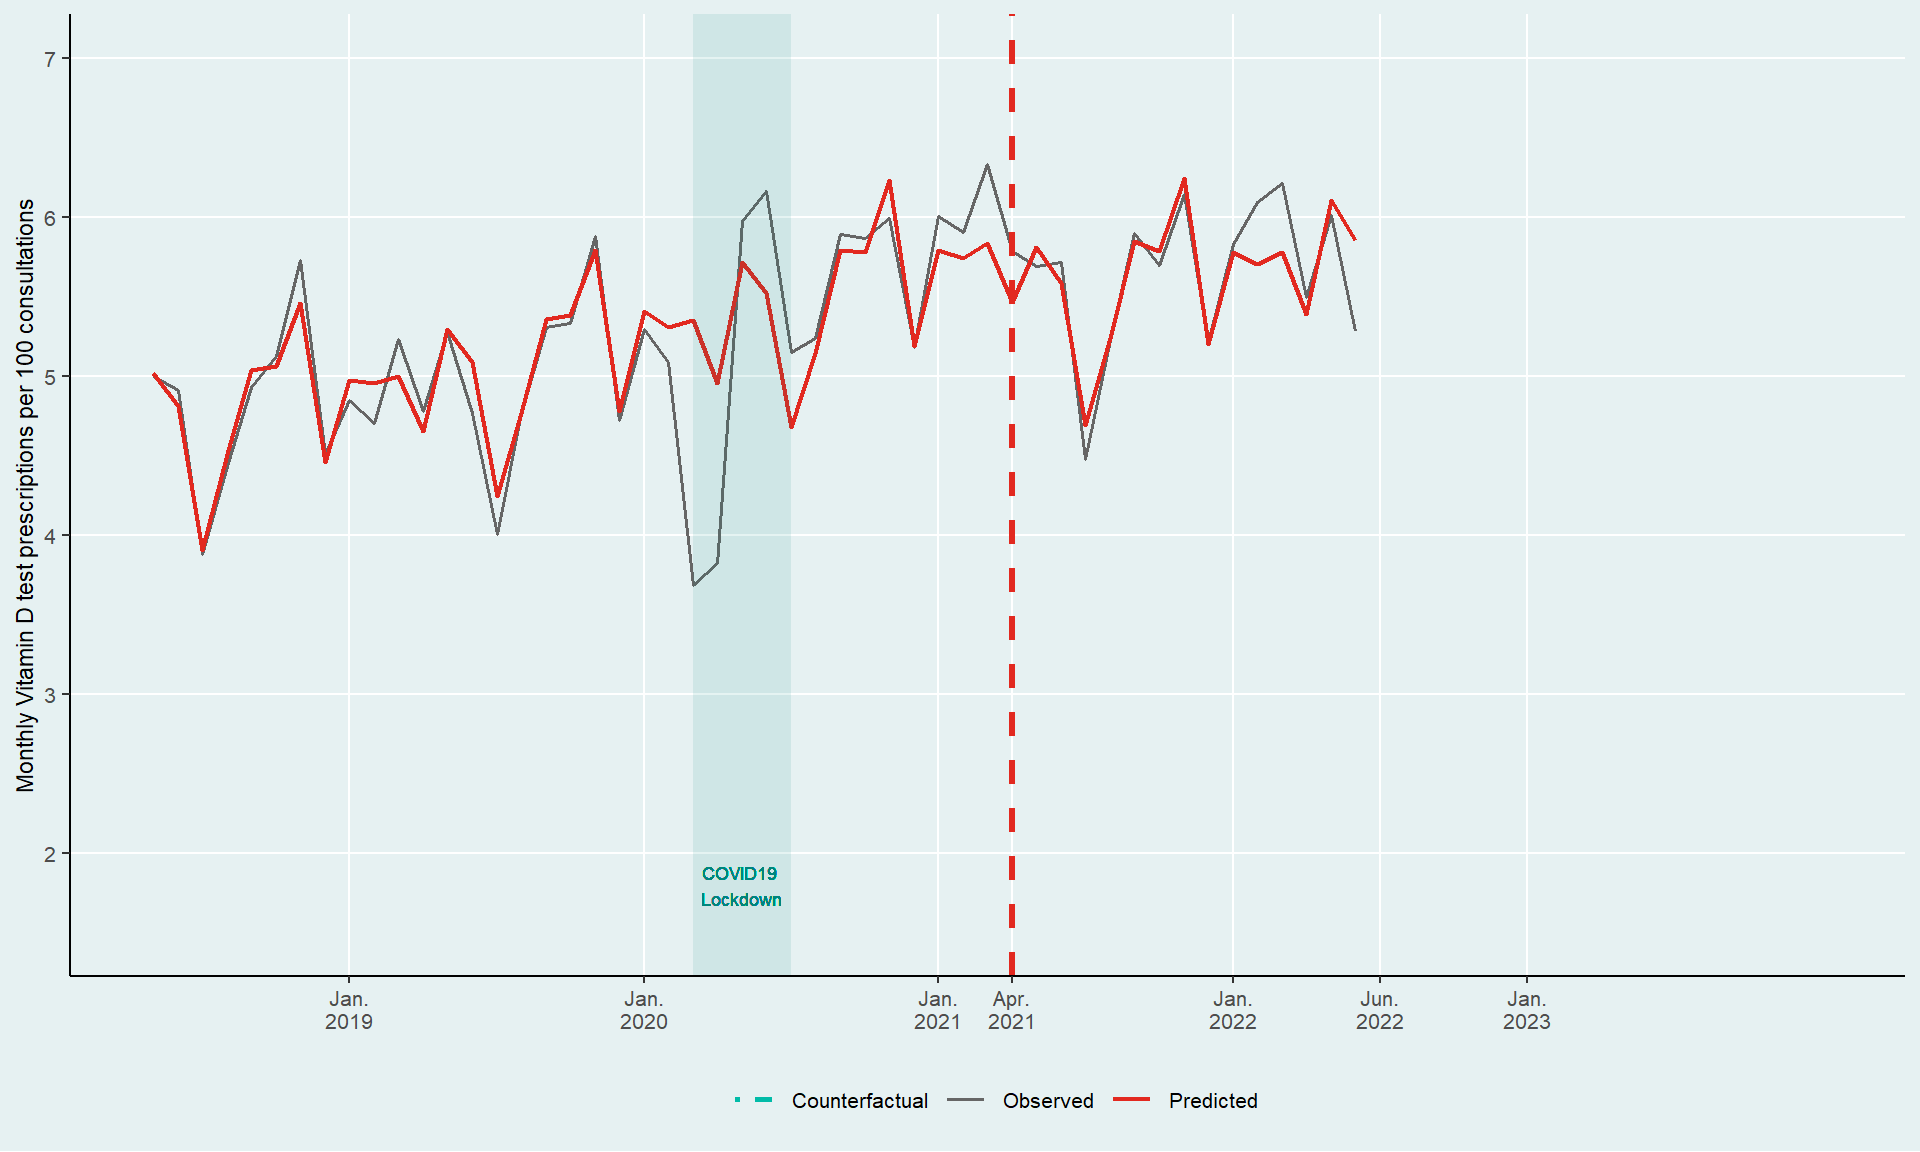 Monthly Vitamin D test prescriptions per 100 consultations
7
6
5
4
3
2
COVID19
Lockdown
Jan.
2019
Jan.
2020
Jan.
2021
Apr.
2021
Jan.
2022
Jun.
2022
Jan.
2023
Counterfactual
Observed
Predicted